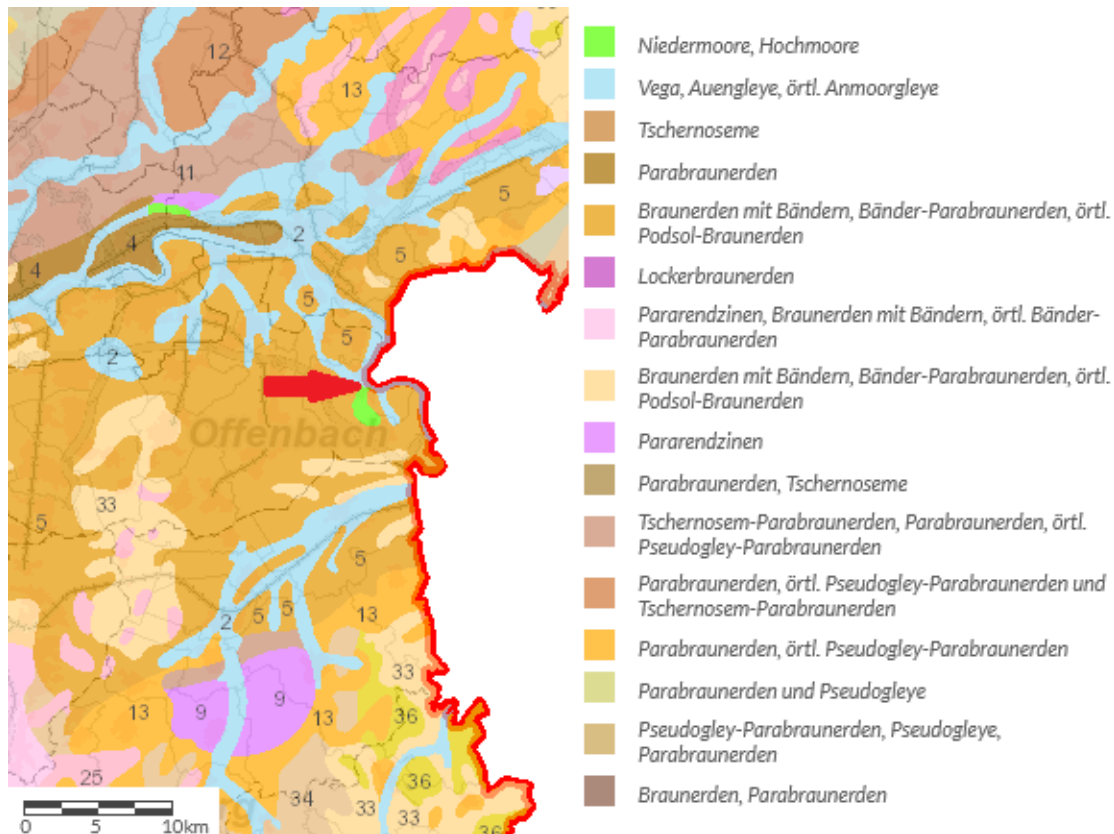 12
13
11
5
4
2
4
5
5
5
2
Offenbach
33
5
5
2
5
5
13
33
9
9
13
13
36
25
36
34
33
33
36
0 5 10km
Niedermoore, Hochmoore
Vega, Auengleye, örtl. Anmoorgleye
Tschernoseme
Parabraunerden
Braunerden mit Bändern, Bänder-Parabraunerden, örtl.
Podsol-Braunerden
Lockerbraunerden
Pararendzinen, Braunerden mit Bändern, örtl. Bänder-
Parabraunerden
Braunerden mit Bändern, Bänder-Parabraunerden, örtl.
Podsol-Braunerden
Pararendzinen
Parabraunerden, Tschernoseme
Tschernosem-Parabraunerden, Parabraunerden, örtl.
Pseudogley-Parabraunerden
Parabraunerden, örtl. Pseudogley-Parabraunerden und
Tschernosem-Parabraunerden
Parabraunerden, örtl. Pseudogley-Parabraunerden
Parabraunerden und Pseudogleye
Pseudogley-Parabraunerden, Pseudogleye,
Parabraunerden
Braunerden, Parabraunerden